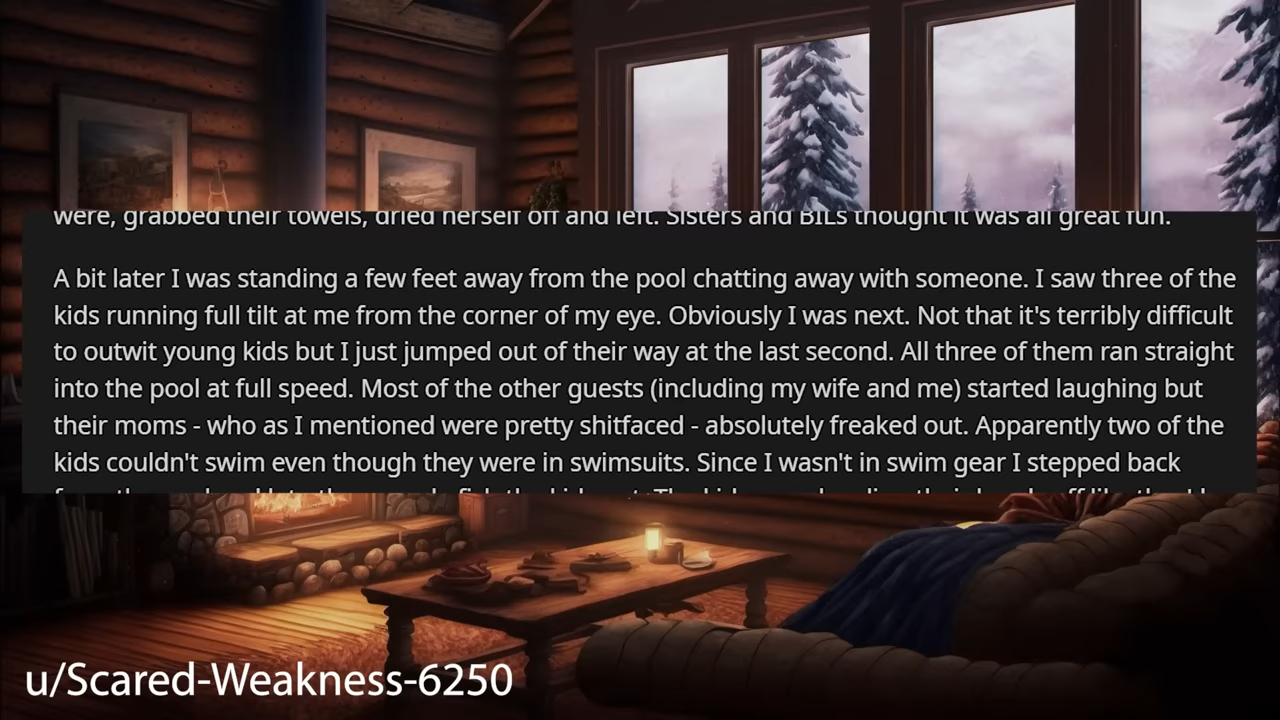 were, grabbed their towels, dried herself off and left. Sisters and BILs thought it was all great fun.
A bit later I was standing a few feet away from the pool chatting away with someone. I saw three of the
kids running full tilt at me from the corner of my eye. Obviously I was next. Not that it's terribly difficult
to outwit young kids but I just jumped out of their way at the last second. All three of them ran straight
into the pool at full speed. Most of the other guests (including my wife and me) started laughing but
their moms - who as I mentioned were pretty shitfaced - absolutely freaked out. Apparently two of the
kids couldn't swim even though they were in swimsuits. Since I wasn't in swim gear I stepped back
u/Scared-Weakness-6250